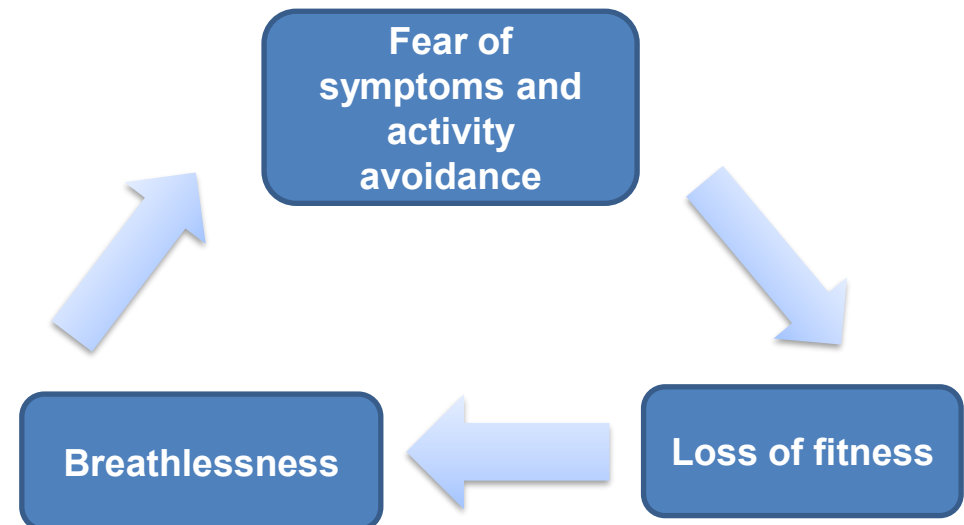 Fear of
symptoms and
activity
avoidance
Breathlessness
Loss of fitness